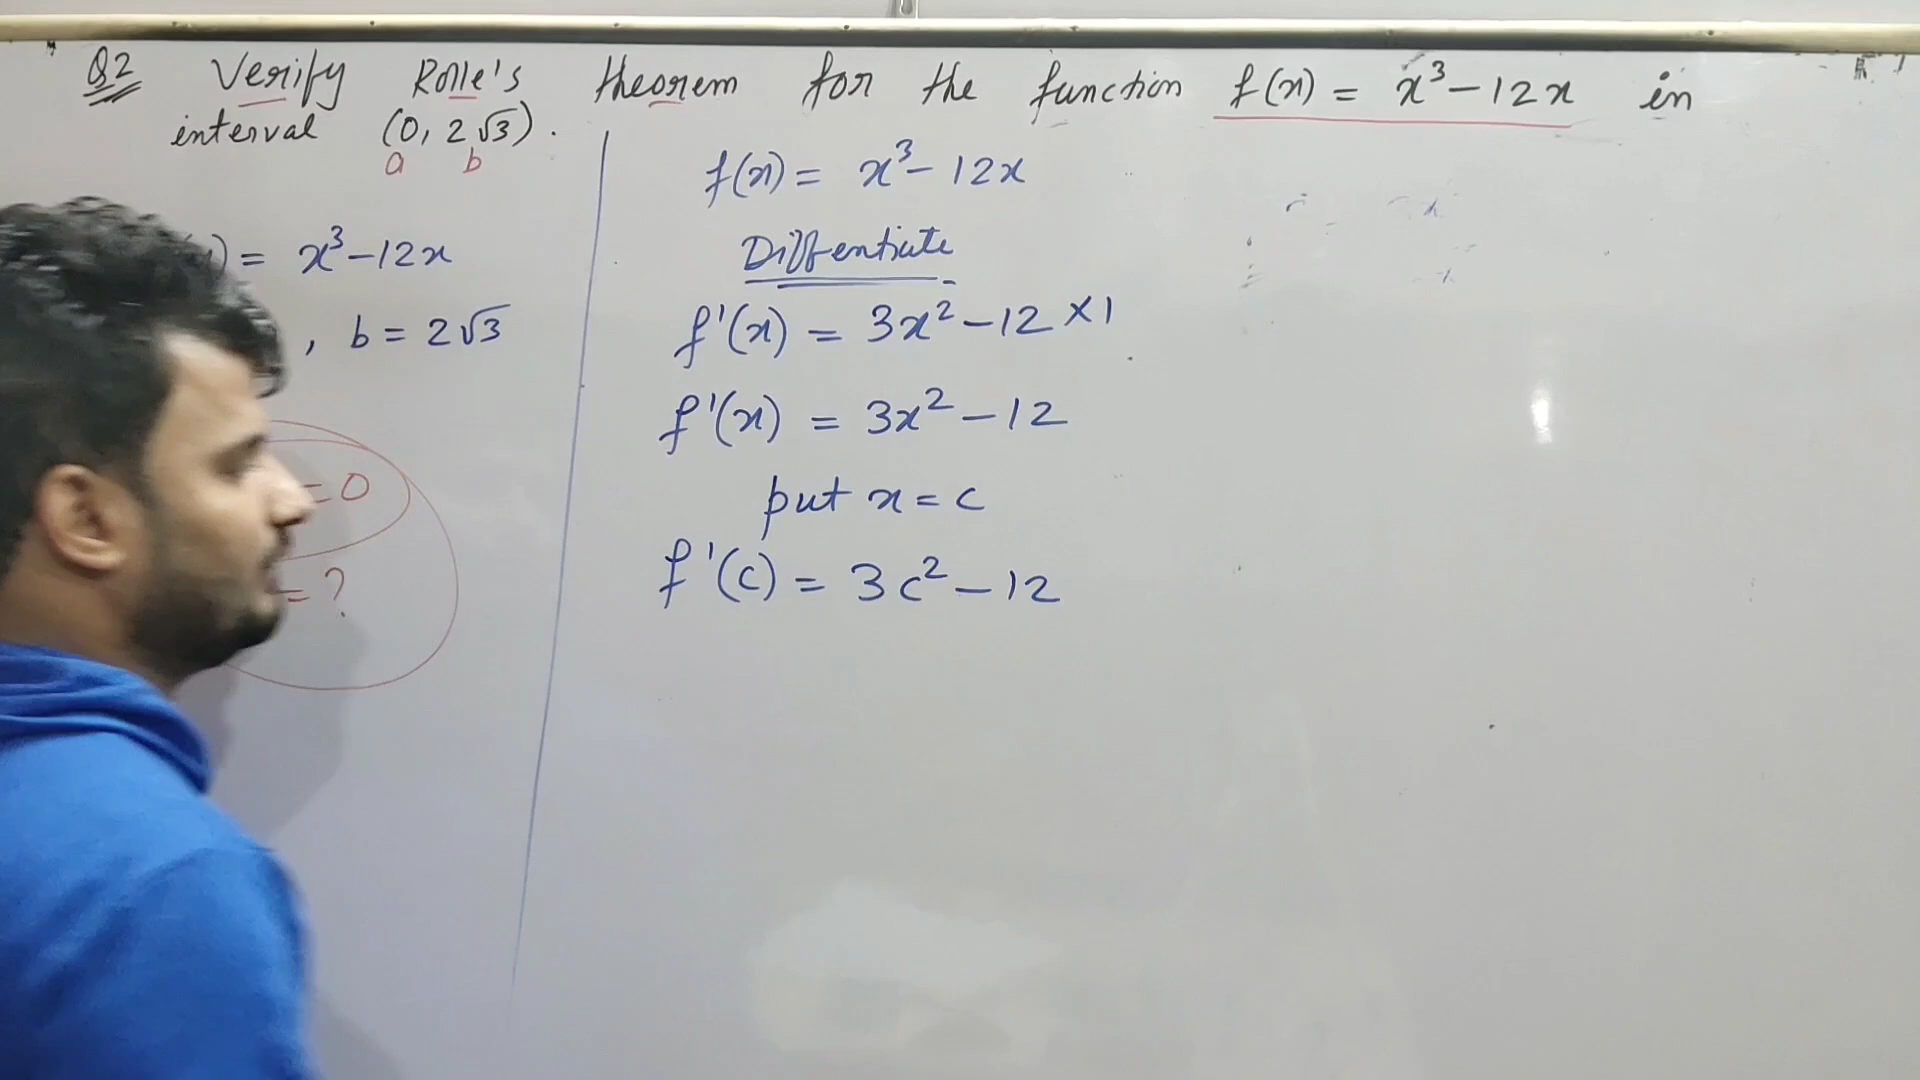 Q2 Verify Rolle's theorem for the function f(x) = x³ – 12x in
interval (0, 2√3).
a b
) = x³ – 12x
, b = 2√3
= 0
= ?
f(x) = x³ – 12x
Diffentiate
f'(x) = 3x² – 12 × 1
f'(x) = 3x² – 12
put x = c
f'(c) = 3c² – 12